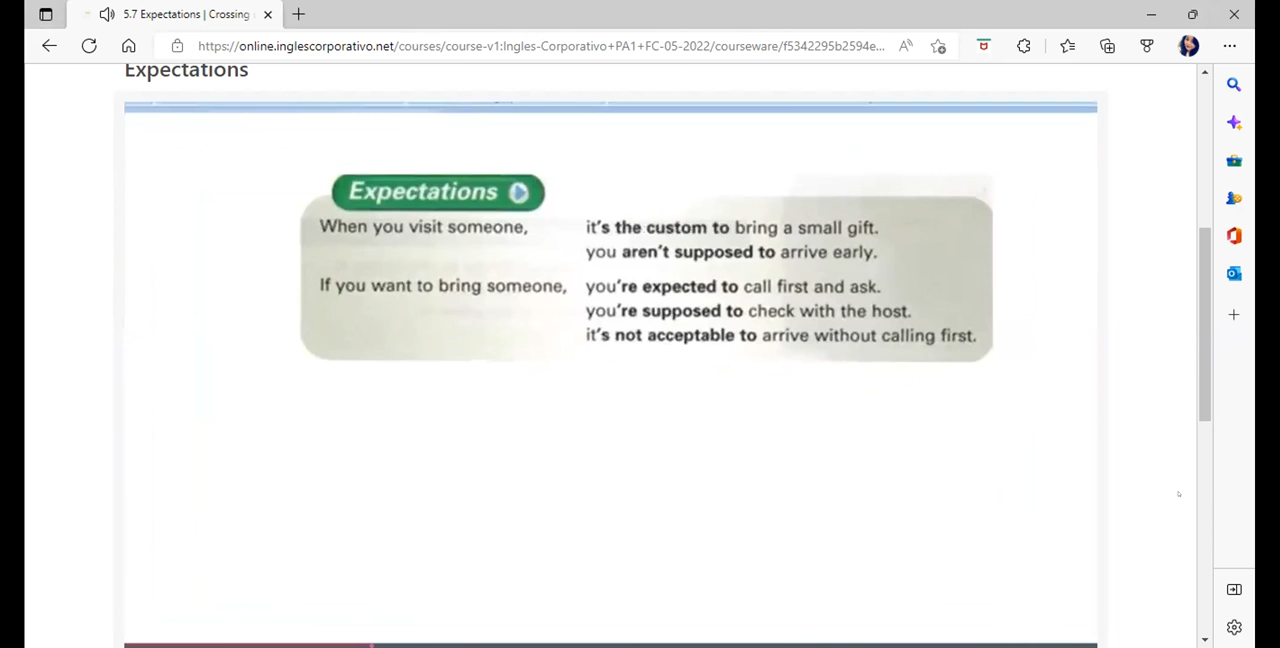 5.7 Expectations | Crossing
https://online.inglescorporativo.net/courses/course-v1:Ingles-Corporativo+PA1+FC-05-2022/courseware/f5342295b2594e...
Expectations
Expectations
When you visit someone, it's the custom to bring a small gift.
you aren't supposed to arrive early.
If you want to bring someone, you're expected to call first and ask.
you're supposed to check with the host.
it's not acceptable to arrive without calling first.